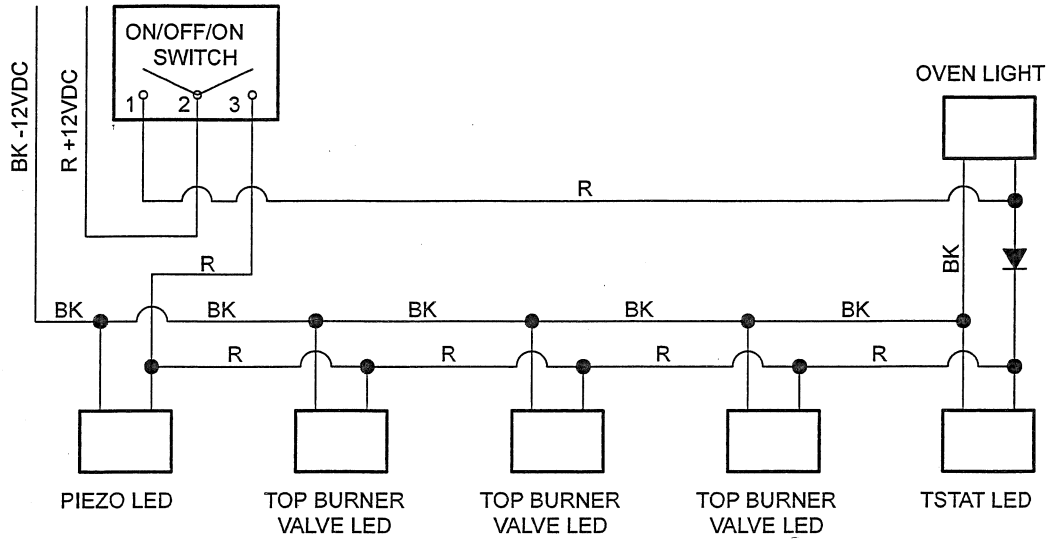 ON/OFF/ON
SWITCH
1 2 3
BK -12VDC
R +12VDC
OVEN LIGHT
R
BK
R
BK
BK
BK
BK
BK
R
R
R
R
PIEZO LED
TOP BURNER
VALVE LED
TOP BURNER
VALVE LED
TOP BURNER
VALVE LED
TSTAT LED